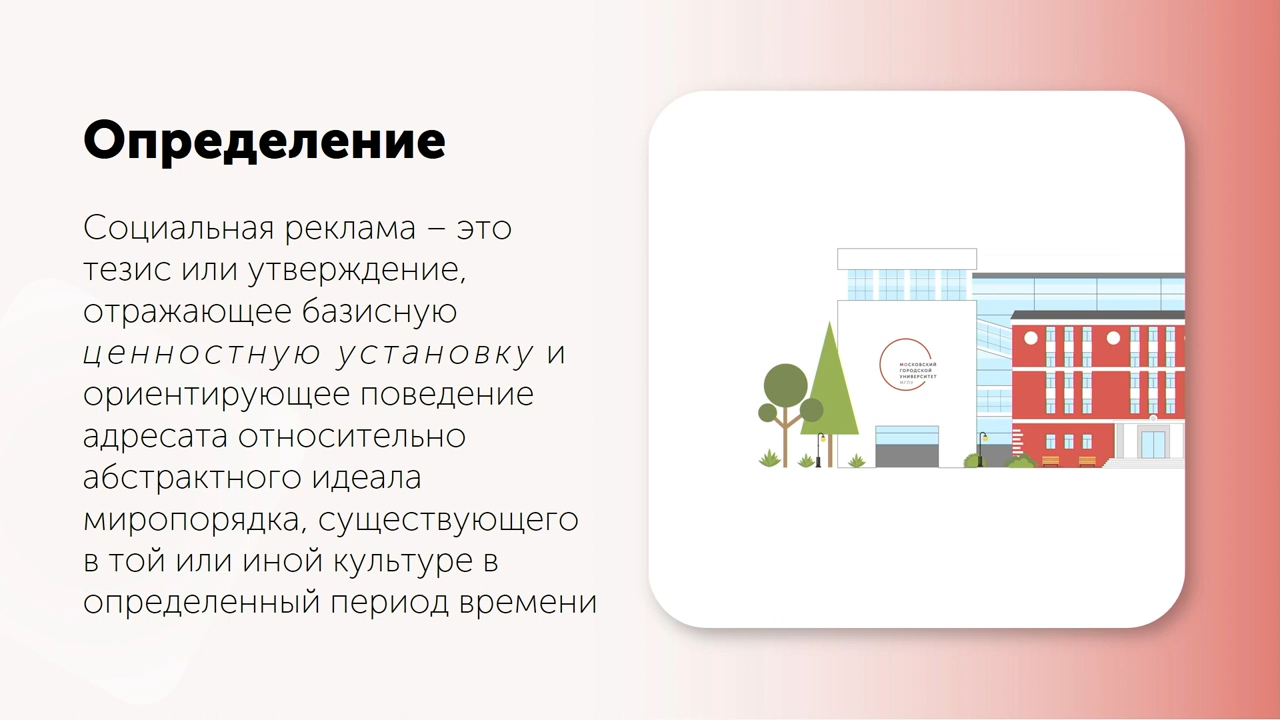 Определение
Социальная реклама – это
тезис или утверждение,
отражающее базисную
ценностную установку и
ориентирующее поведение
адресата относительно
абстрактного идеала
миропорядка, существующего
в той или иной культуре в
определенный период времени
МОСКОВСКИЙ
ГОРОДСКОЙ
УНИВЕРСИТЕТ
МГПУ